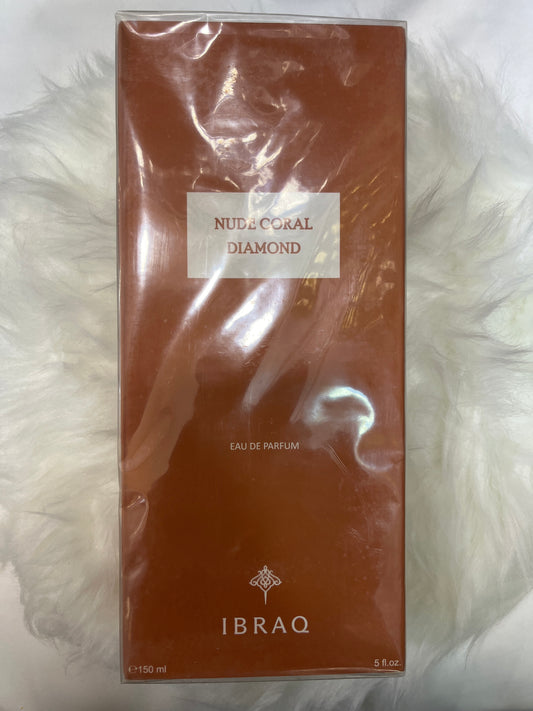 NUDE CORAL
DIAMOND
EAU DE PARFUM
IBRAQ
℮150 ml
5 fl.oz